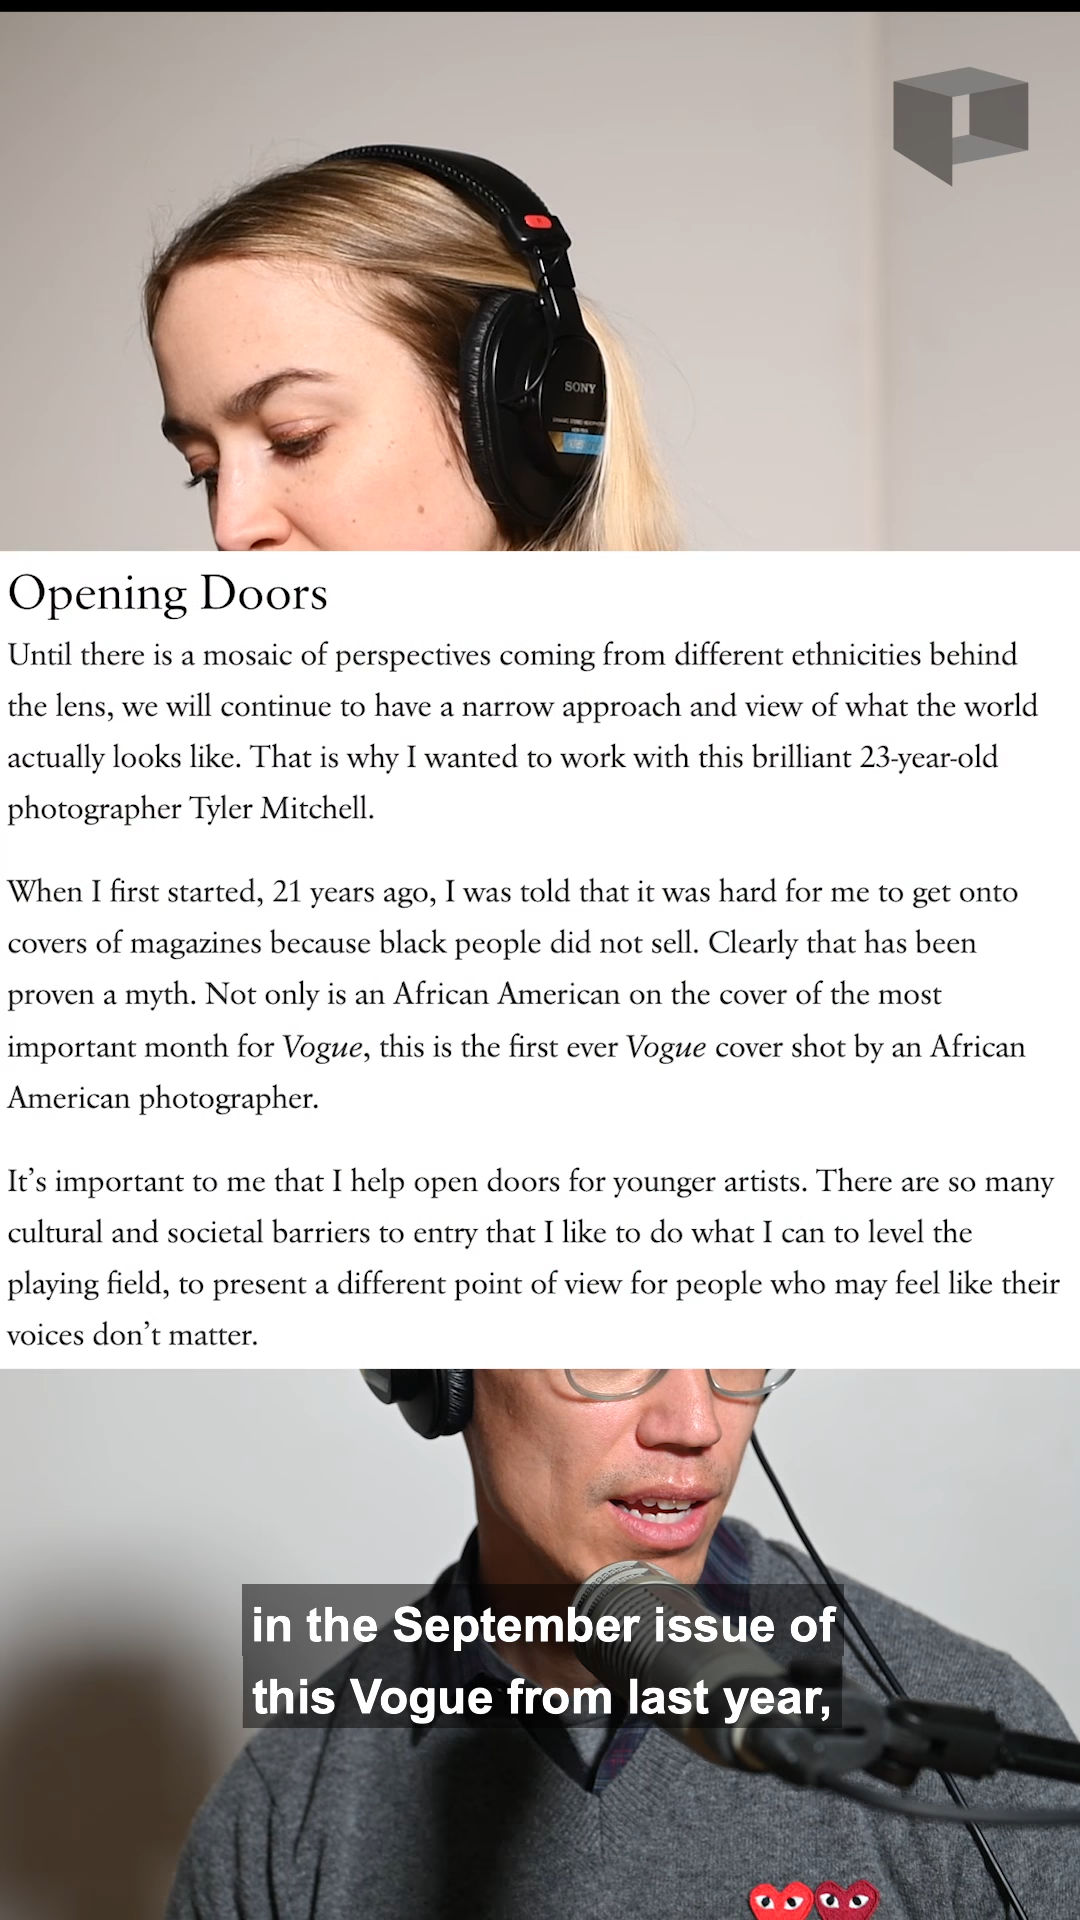 SONY
Opening Doors
Until there is a mosaic of perspectives coming from different ethnicities behind
the lens, we will continue to have a narrow approach and view of what the world
actually looks like. That is why I wanted to work with this brilliant 23-year-old
photographer Tyler Mitchell.
When I first started, 21 years ago, I was told that it was hard for me to get onto
covers of magazines because black people did not sell. Clearly that has been
proven a myth. Not only is an African American on the cover of the most
important month for Vogue, this is the first ever Vogue cover shot by an African
American photographer.
It’s important to me that I help open doors for younger artists. There are so many
cultural and societal barriers to entry that I like to do what I can to level the
playing field, to present a different point of view for people who may feel like their
voices don’t matter.
in the September issue of
this Vogue from last year,